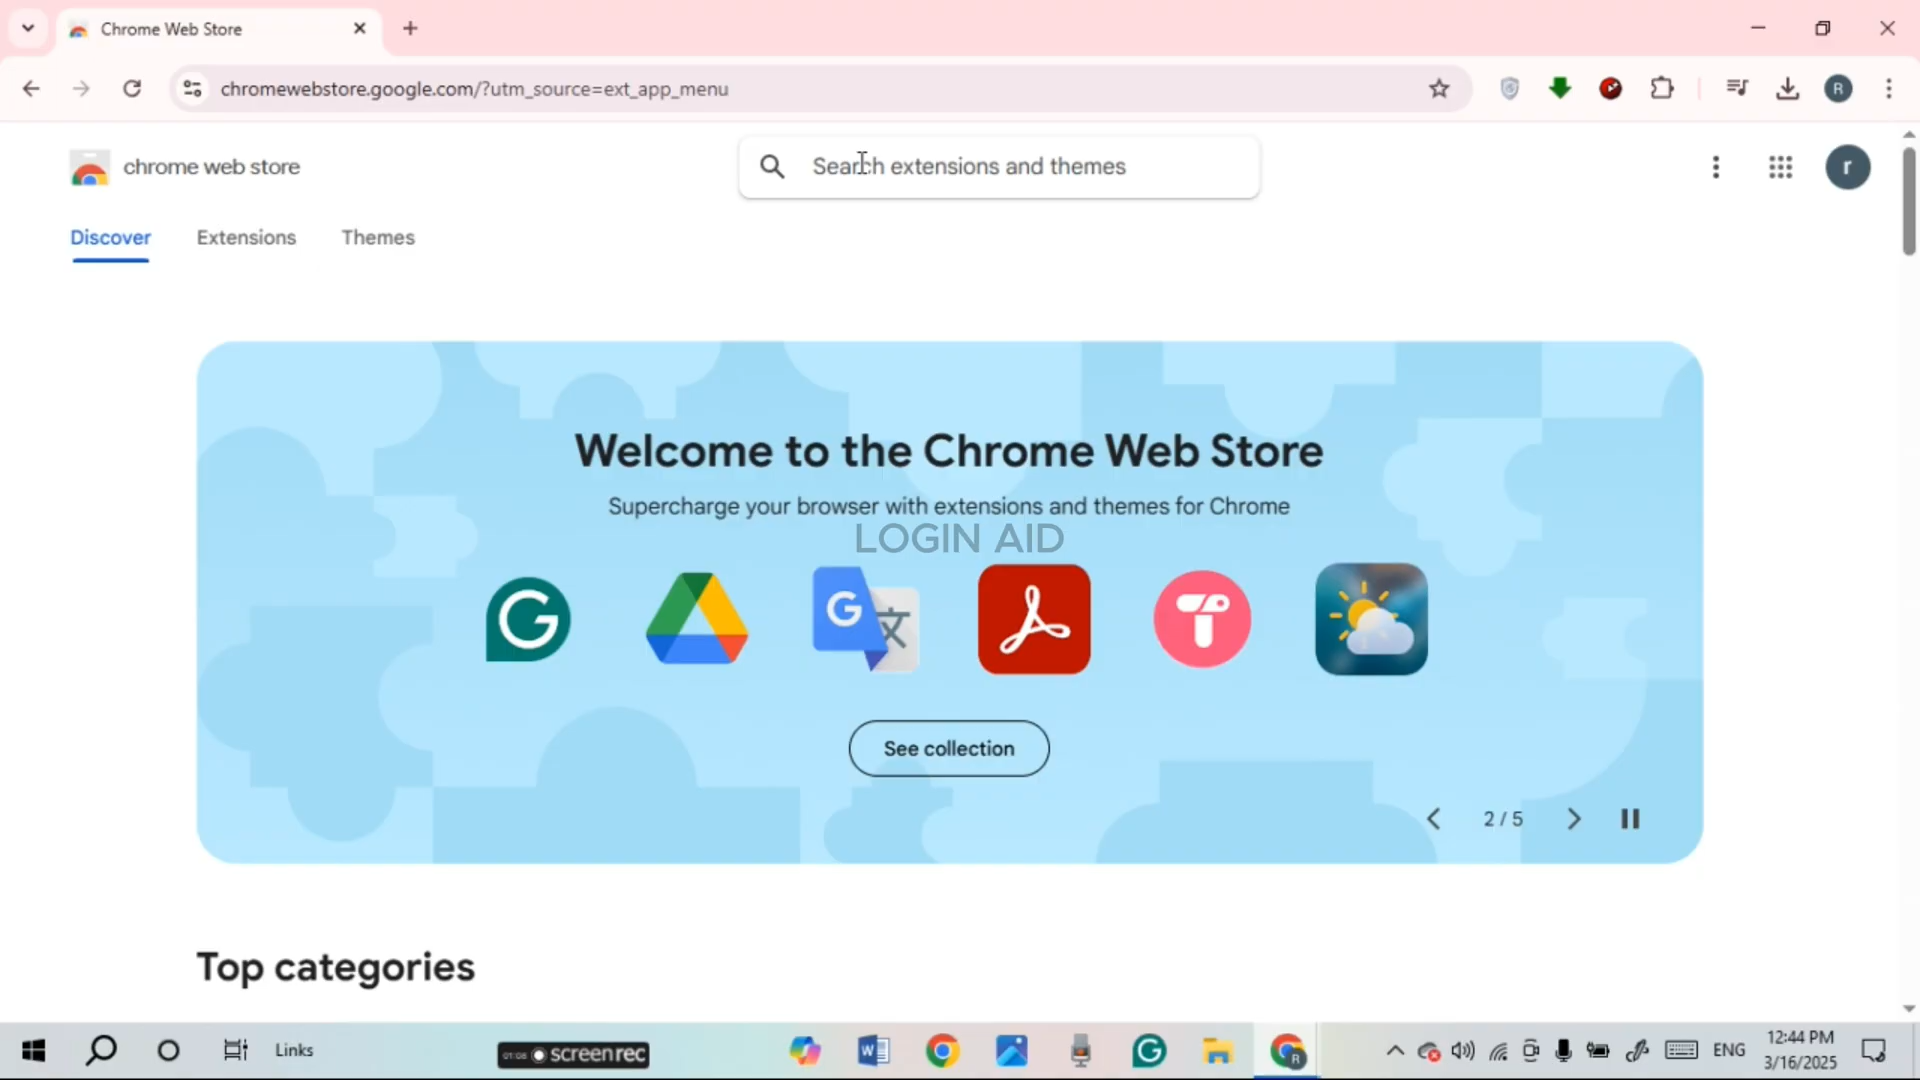 Chrome Web Store
chromewebstore.google.com/?utm_source=ext_app_menu
R
chrome web store
Search extensions and themes
r
Discover
Extensions
Themes
Welcome to the Chrome Web Store
Supercharge your browser with extensions and themes for Chrome
LOGIN AID
See collection
2 / 5
Top categories
Links
01:08 screenrec
ENG
12:44 PM
3/16/2025